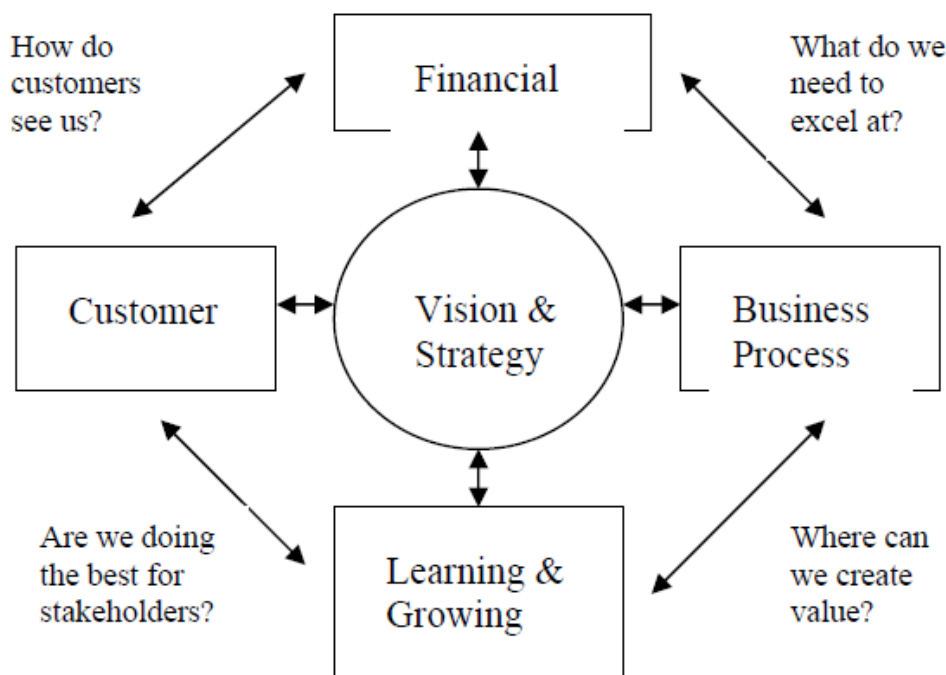 How do
customers
see us?
Financial
What do we
need to
excel at?
Customer
Vision &
Strategy
Business
Process
Are we doing
the best for
stakeholders?
Learning &
Growing
Where can
we create
value?